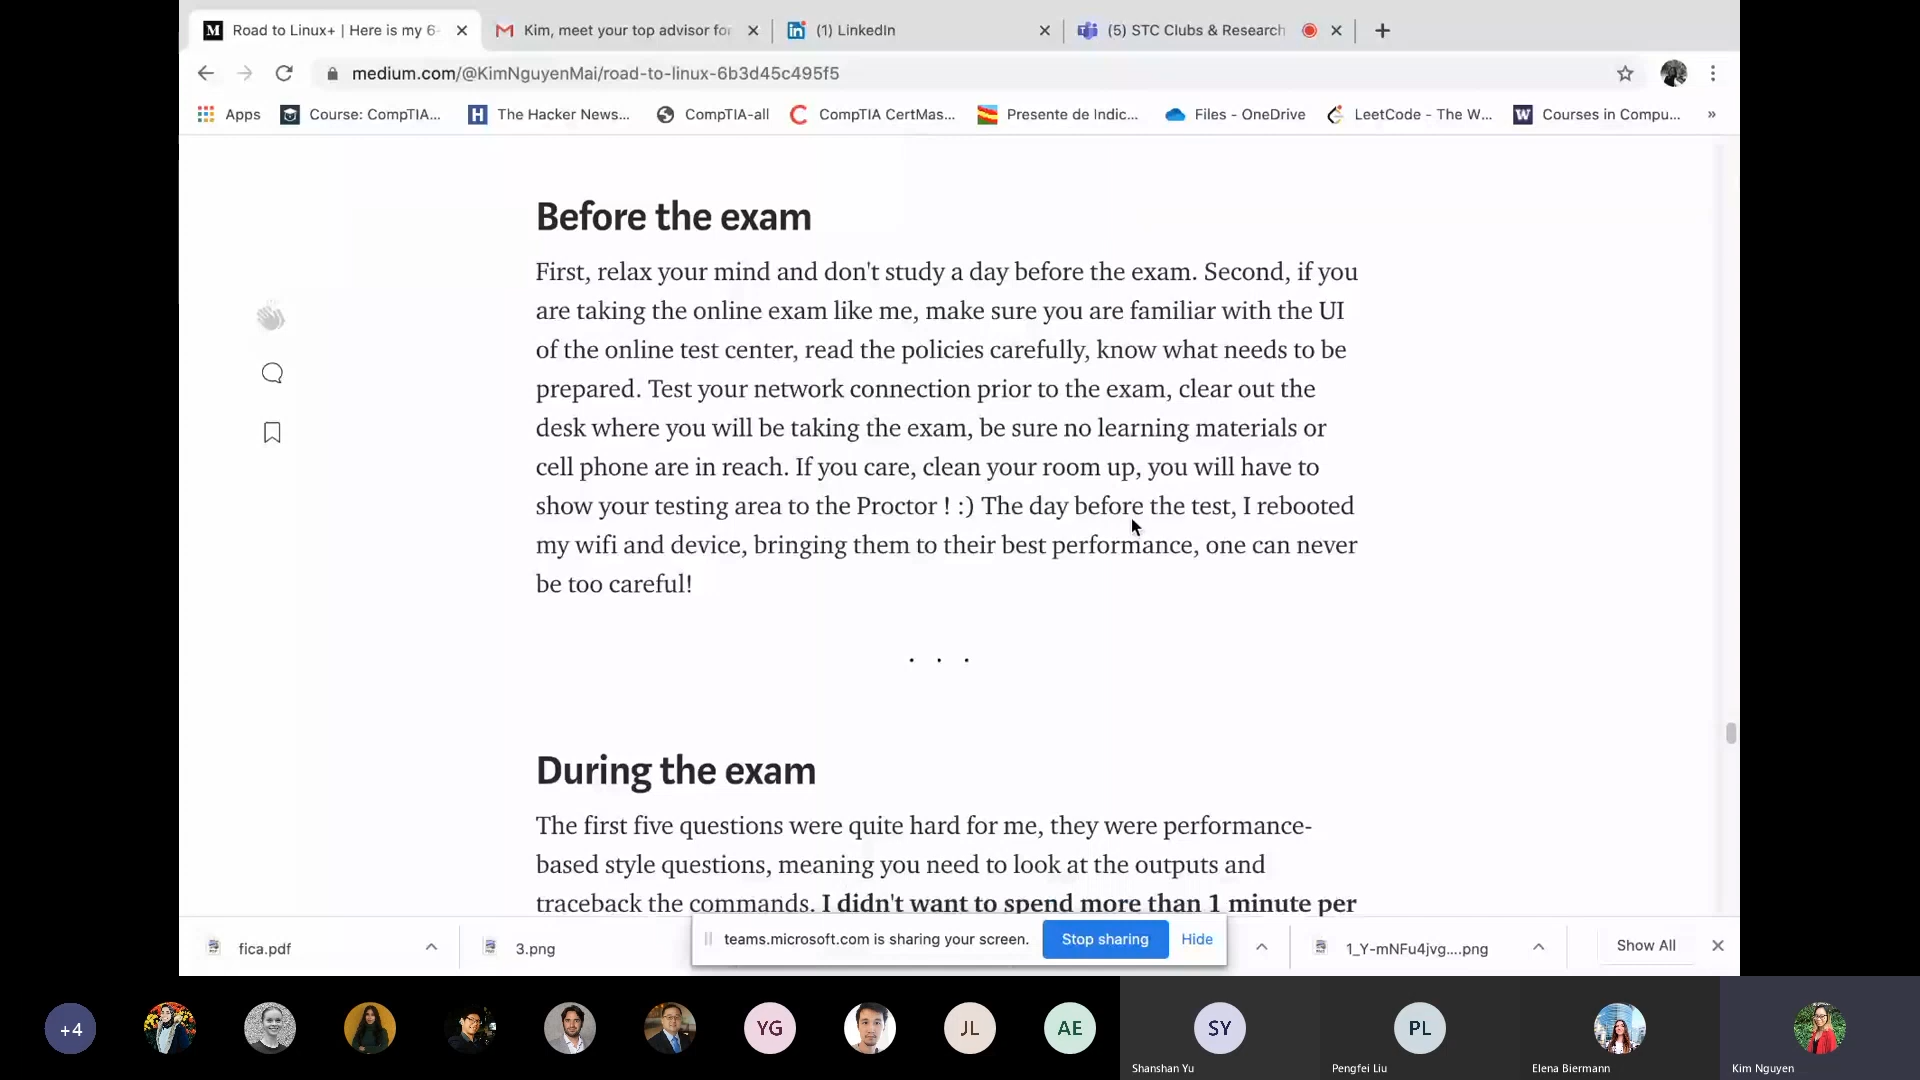 Road to Linux+ | Here is my 6-
Kim, meet your top advisor for
(1) LinkedIn
(5) STC Clubs & Research
medium.com/@KimNguyenMai/road-to-linux-6b3d45c495f5
Apps
Course: CompTIA...
The Hacker News...
CompTIA-all
CompTIA CertMas...
Presente de Indic...
Files - OneDrive
LeetCode - The W...
Courses in Compu...
»
Before the exam
First, relax your mind and don't study a day before the exam. Second, if you
are taking the online exam like me, make sure you are familiar with the UI
of the online test center, read the policies carefully, know what needs to be
prepared. Test your network connection prior to the exam, clear out the
desk where you will be taking the exam, be sure no learning materials or
cell phone are in reach. If you care, clean your room up, you will have to
show your testing area to the Proctor ! :) The day before the test, I rebooted
my wifi and device, bringing them to their best performance, one can never
be too careful!
. . .
During the exam
The first five questions were quite hard for me, they were performance-
based style questions, meaning you need to look at the outputs and
traceback the commands. I didn't want to spend more than 1 minute per
fica.pdf
3.png
teams.microsoft.com is sharing your screen.
Stop sharing
Hide
1_Y-mNFu4jvg....png
Show All
+4
YG
JL
AE
SY
Shanshan Yu
PL
Pengfei Liu
Elena Biermann
Kim Nguyen